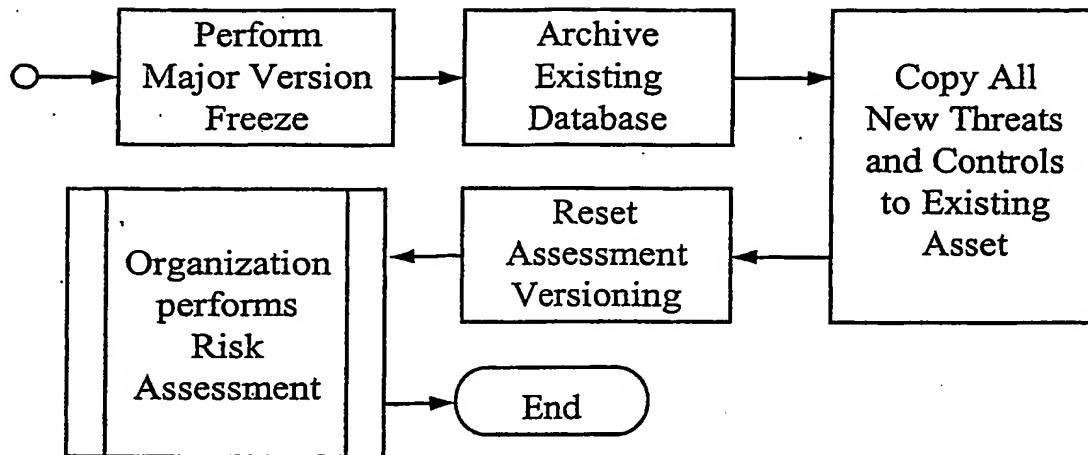 Perform
Major Version
Freeze
Archive
Existing
Database
Copy All
New Threats
and Controls
to Existing
Asset
Reset
Assessment
Versioning
Organization
performs
Risk
Assessment
End